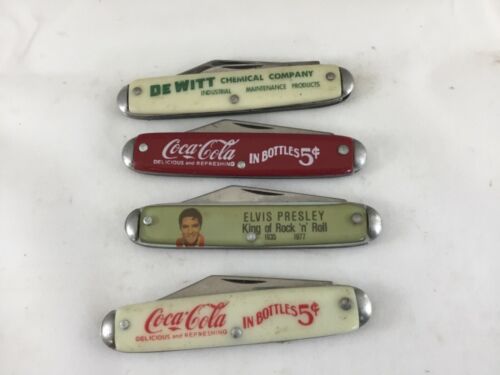 DE WITT CHEMICAL COMPANY
INDUSTRIAL MAINTENANCE PRODUCTS
Coca-Cola IN BOTTLES 5¢
DELICIOUS and REFRESHING
ELVIS PRESLEY
King of Rock 'n' Roll
1935 1977
Coca-Cola IN BOTTLES 5¢
DELICIOUS and REFRESHING